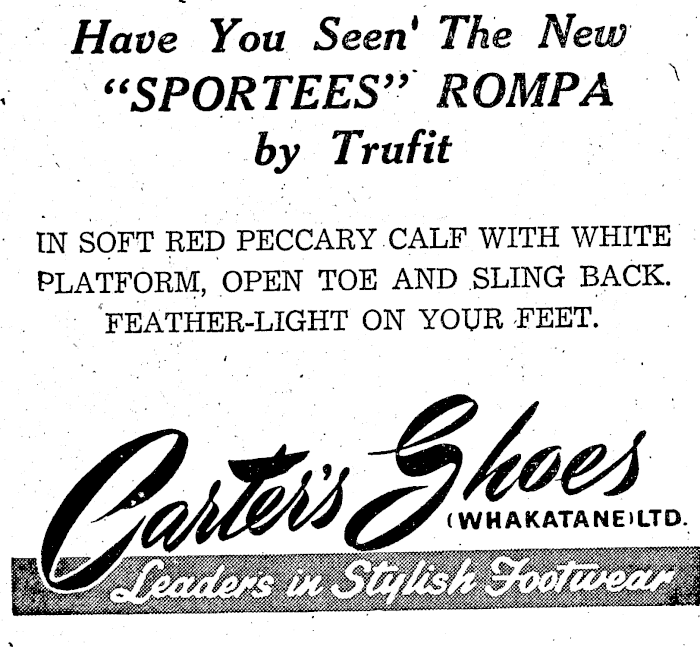 Have You Seen The New
"SPORTEES" ROMPA
by Trufit
IN SOFT RED PECCARY CALF WITH WHITE
PLATFORM, OPEN TOE AND SLING BACK.
FEATHER-LIGHT ON YOUR FEET.
Carter's Shoes
(WHAKATANE) LTD.
Leaders in Stylish Footwear